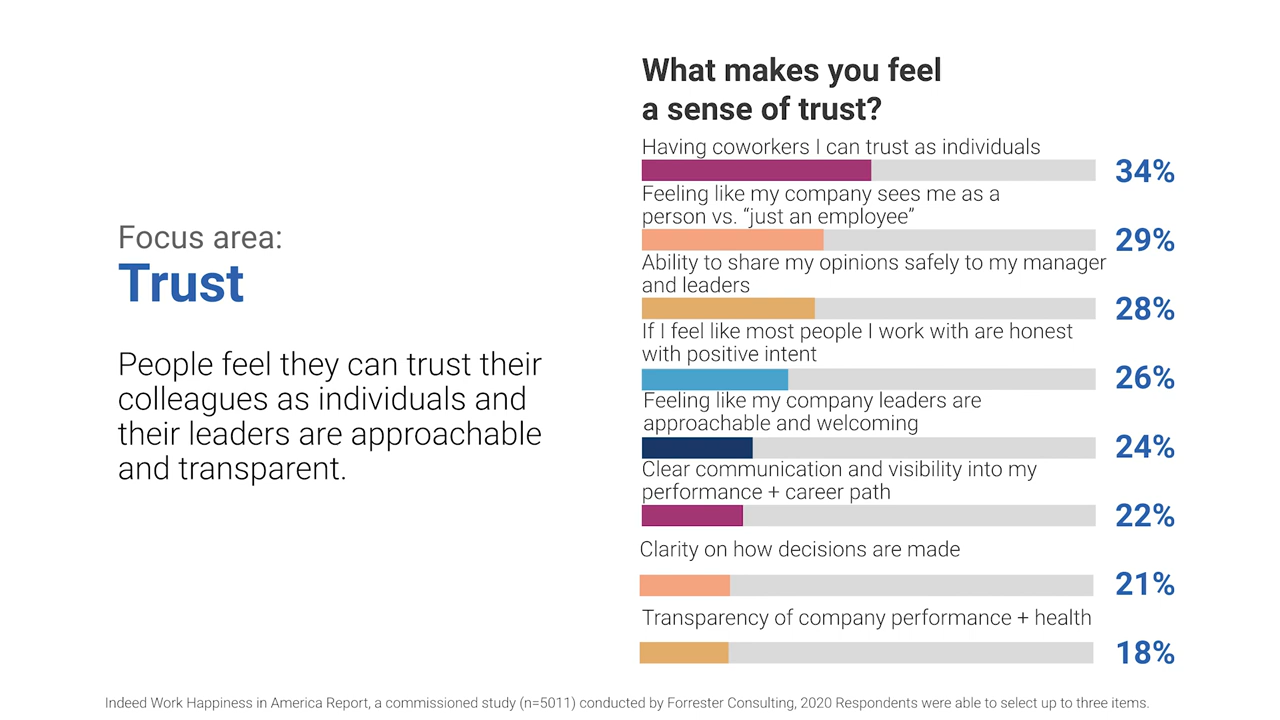 What makes you feel
a sense of trust?
Having coworkers I can trust as individuals
34%
Feeling like my company sees me as a
person vs. “just an employee”
29%
Ability to share my opinions safely to my manager
and leaders
28%
If I feel like most people I work with are honest
with positive intent
26%
Feeling like my company leaders are
approachable and welcoming
24%
Clear communication and visibility into my
performance + career path
22%
Clarity on how decisions are made
21%
Transparency of company performance + health
18%
Focus area:
Trust
People feel they can trust their
colleagues as individuals and
their leaders are approachable
and transparent.
Indeed Work Happiness in America Report, a commissioned study (n=5011) conducted by Forrester Consulting, 2020 Respondents were able to select up to three items.